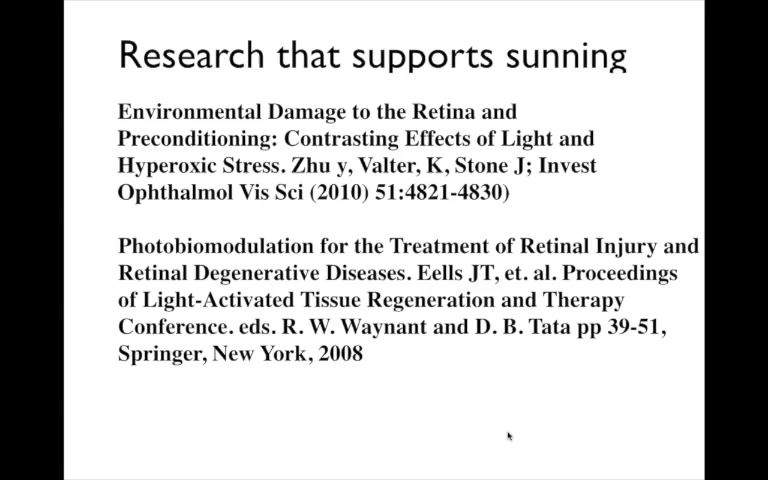 Research that supports sunning
Environmental Damage to the Retina and
Preconditioning: Contrasting Effects of Light and
Hyperoxic Stress. Zhu y, Valter, K, Stone J; Invest
Ophthalmol Vis Sci (2010) 51:4821-4830)
Photobiomodulation for the Treatment of Retinal Injury and
Retinal Degenerative Diseases. Eells JT, et. al. Proceedings
of Light-Activated Tissue Regeneration and Therapy
Conference. eds. R. W. Waynant and D. B. Tata pp 39-51,
Springer, New York, 2008